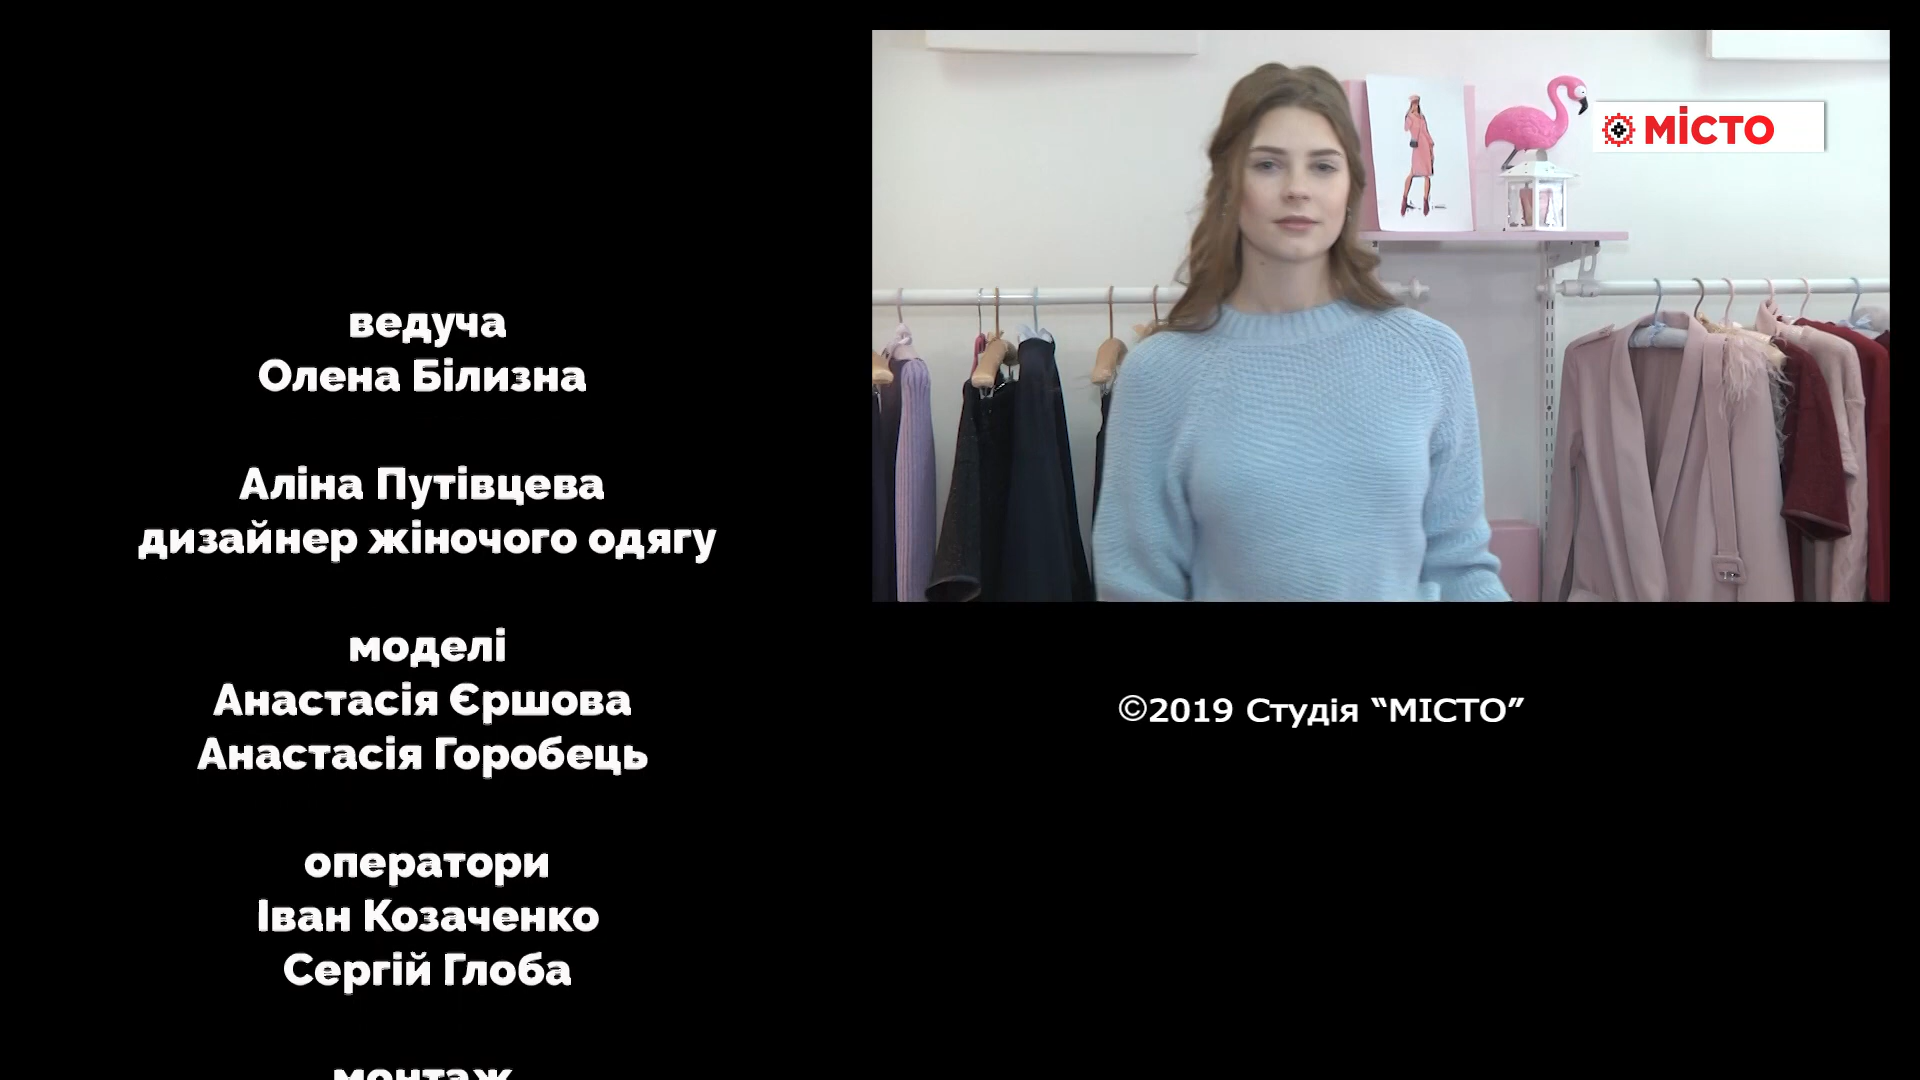 ведуча
Олена Білизна
Аліна Путівцева
дизайнер жіночого одягу
моделі
Анастасія Єршова
Анастасія Горобець
оператори
Іван Козаченко
Сергій Глоба
монтаж
МІСТО
©2019 Студія “МІСТО”